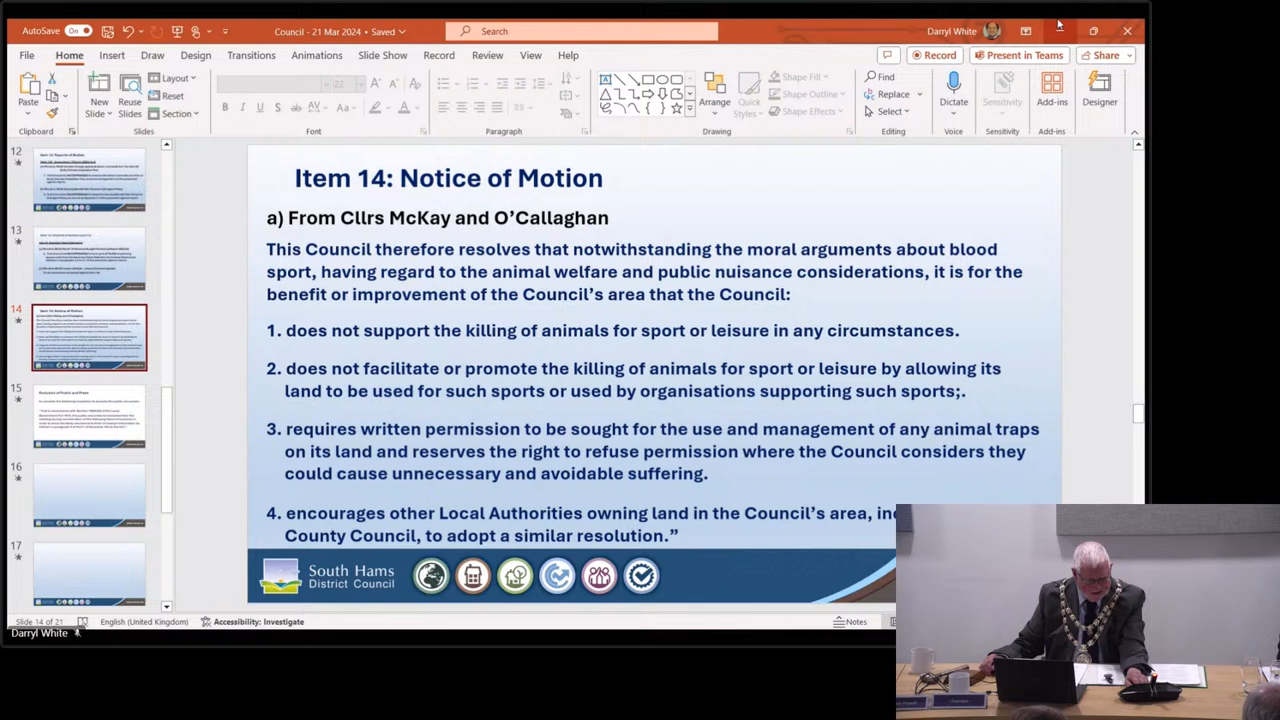 AutoSave On
Council - 21 Mar 2024 • Saved
Search
Darryl White
File Home Insert Draw Design Transitions Animations Slide Show Record Review View Help
Record Present in Teams Share
Paste
New Slide
Reuse Slides
Layout
Reset
Section
22
B I U S ab AV Aa A
Arrange
Quick Styles
Shape Fill
Shape Outline
Shape Effects
Find
Replace
Select
Dictate
Sensitivity
Add-ins
Designer
Clipboard Slides Font Paragraph Drawing Editing Voice Sensitivity Add-ins
12
13
14
15
16
17
Item 14: Notice of Motion
a) From Cllrs McKay and O’Callaghan
This Council therefore resolves that notwithstanding the moral arguments about blood
sport, having regard to the animal welfare and public nuisance considerations, it is for the
benefit or improvement of the Council’s area that the Council:
1. does not support the killing of animals for sport or leisure in any circumstances.
2. does not facilitate or promote the killing of animals for sport or leisure by allowing its
land to be used for such sports or used by organisations supporting such sports;.
3. requires written permission to be sought for the use and management of any animal traps
on its land and reserves the right to refuse permission where the Council considers they
could cause unnecessary and avoidable suffering.
4. encourages other Local Authorities owning land in the Council’s area,
County Council, to adopt a similar resolution.”
South Hams
District Council
Slide 14 of 21 English (United Kingdom) Accessibility: Investigate Notes
Darryl White